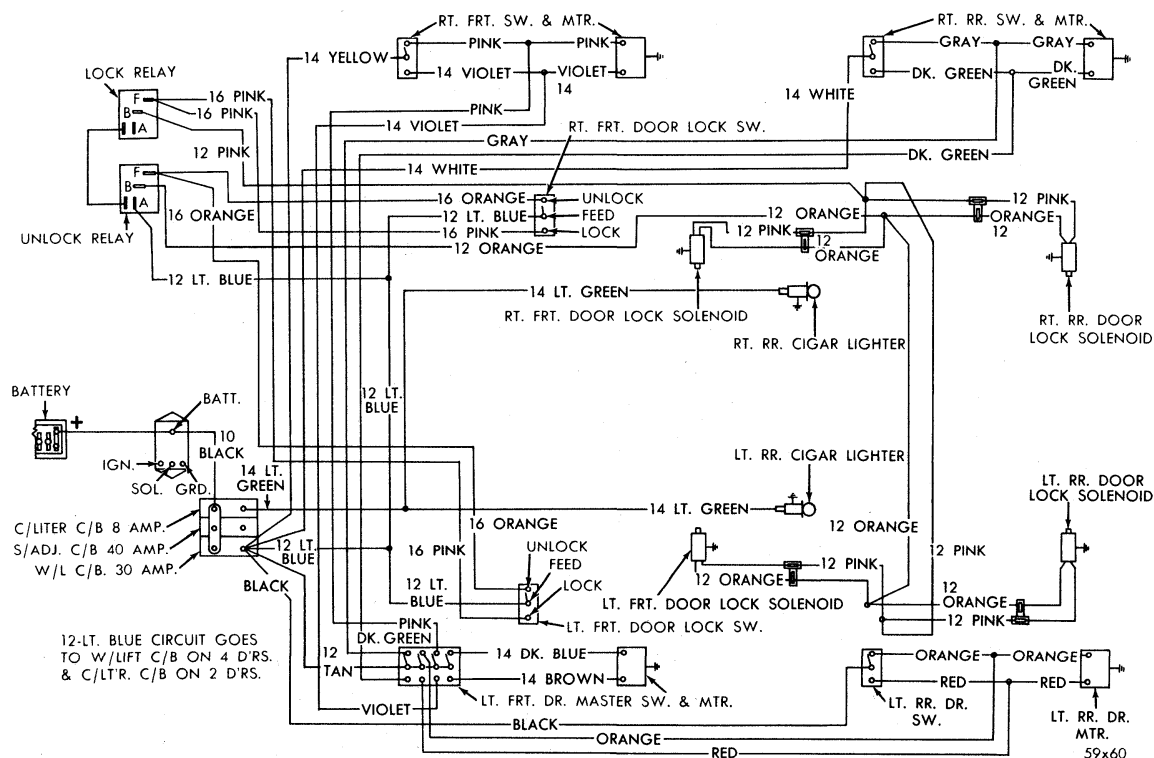 RT. FRT. SW. & MTR.
RT. RR. SW. & MTR.
PINK
PINK
GRAY
GRAY
14 YELLOW
14 VIOLET
VIOLET
14
DK. GREEN
DK.
GREEN
14 WHITE
LOCK RELAY
F
B
A
16 PINK
16 PINK
PINK
14 VIOLET
GRAY
RT. FRT. DOOR LOCK SW.
DK. GREEN
12 PINK
14 WHITE
F
B
A
UNLOCK RELAY
16 ORANGE
16 ORANGE
UNLOCK
12 LT. BLUE
FEED
16 PINK
LOCK
12 ORANGE
12 ORANGE
12 PINK
12
ORANGE
12 PINK
ORANGE
12
12 LT. BLUE
14 LT. GREEN
RT. FRT. DOOR LOCK SOLENOID
RT. RR. CIGAR LIGHTER
RT. RR. DOOR
LOCK SOLENOID
12 LT.
BLUE
BATTERY
+
BATT.
10
BLACK
IGN.
SOL.
GRD.
14 LT.
GREEN
LT. RR. CIGAR LIGHTER
LT. RR. DOOR
LOCK SOLENOID
14 LT. GREEN
C/LITER C/B 8 AMP.
S/ADJ. C/B 40 AMP.
W/L C/B. 30 AMP.
12 LT.
BLUE
BLACK
16 ORANGE
16 PINK
UNLOCK
FEED
LOCK
12 LT.
BLUE
12 ORANGE
12 PINK
12 ORANGE
12 PINK
12
ORANGE
12 PINK
LT. FRT. DOOR LOCK SOLENOID
LT. FRT. DOOR LOCK SW.
12-LT. BLUE CIRCUIT GOES
TO W/LIFT C/B ON 4 D'RS.
& C/LT'R. C/B ON 2 D'RS.
PINK
DK. GREEN
12
TAN
14 DK. BLUE
14 BROWN
LT. FRT. DR. MASTER SW. & MTR.
VIOLET
BLACK
ORANGE
RED
ORANGE
ORANGE
RED
RED
LT. RR. DR.
SW.
LT. RR. DR.
MTR.
59x60